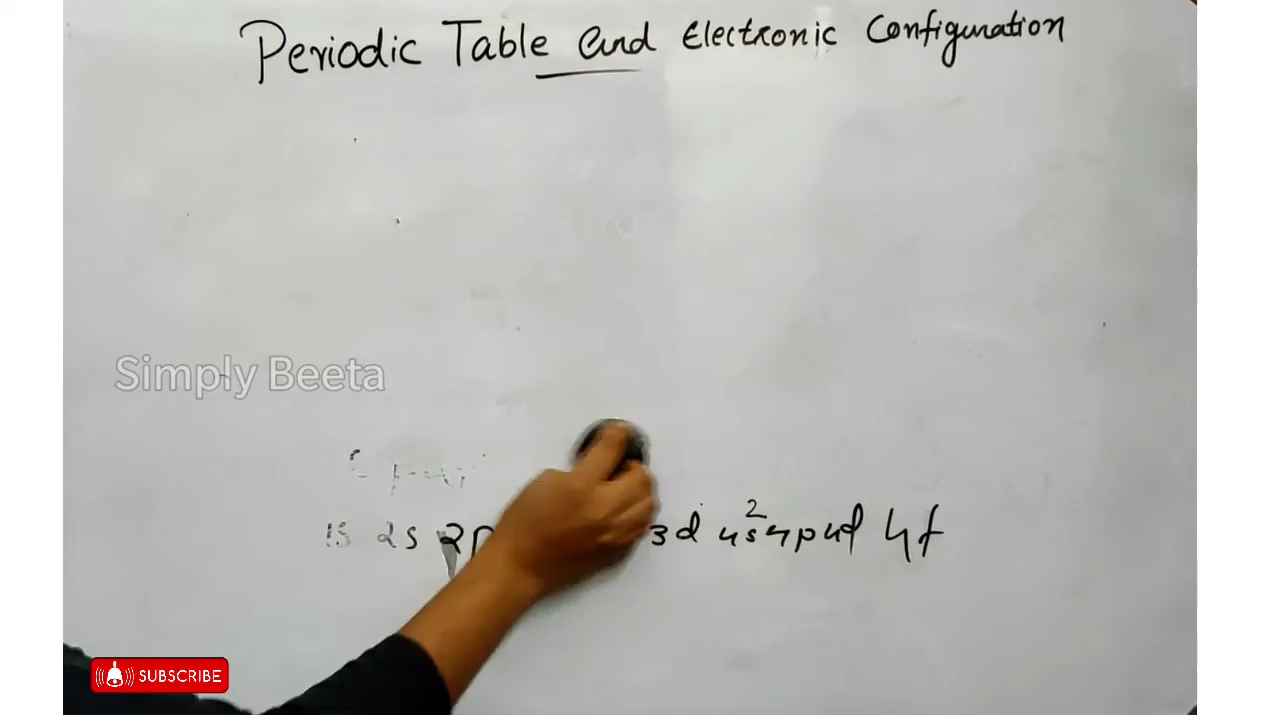 Periodic Table and Electronic Configuration
Simply Beeta
1s 2s 2p 3d 4s² 4p 4d 4f
SUBSCRIBE